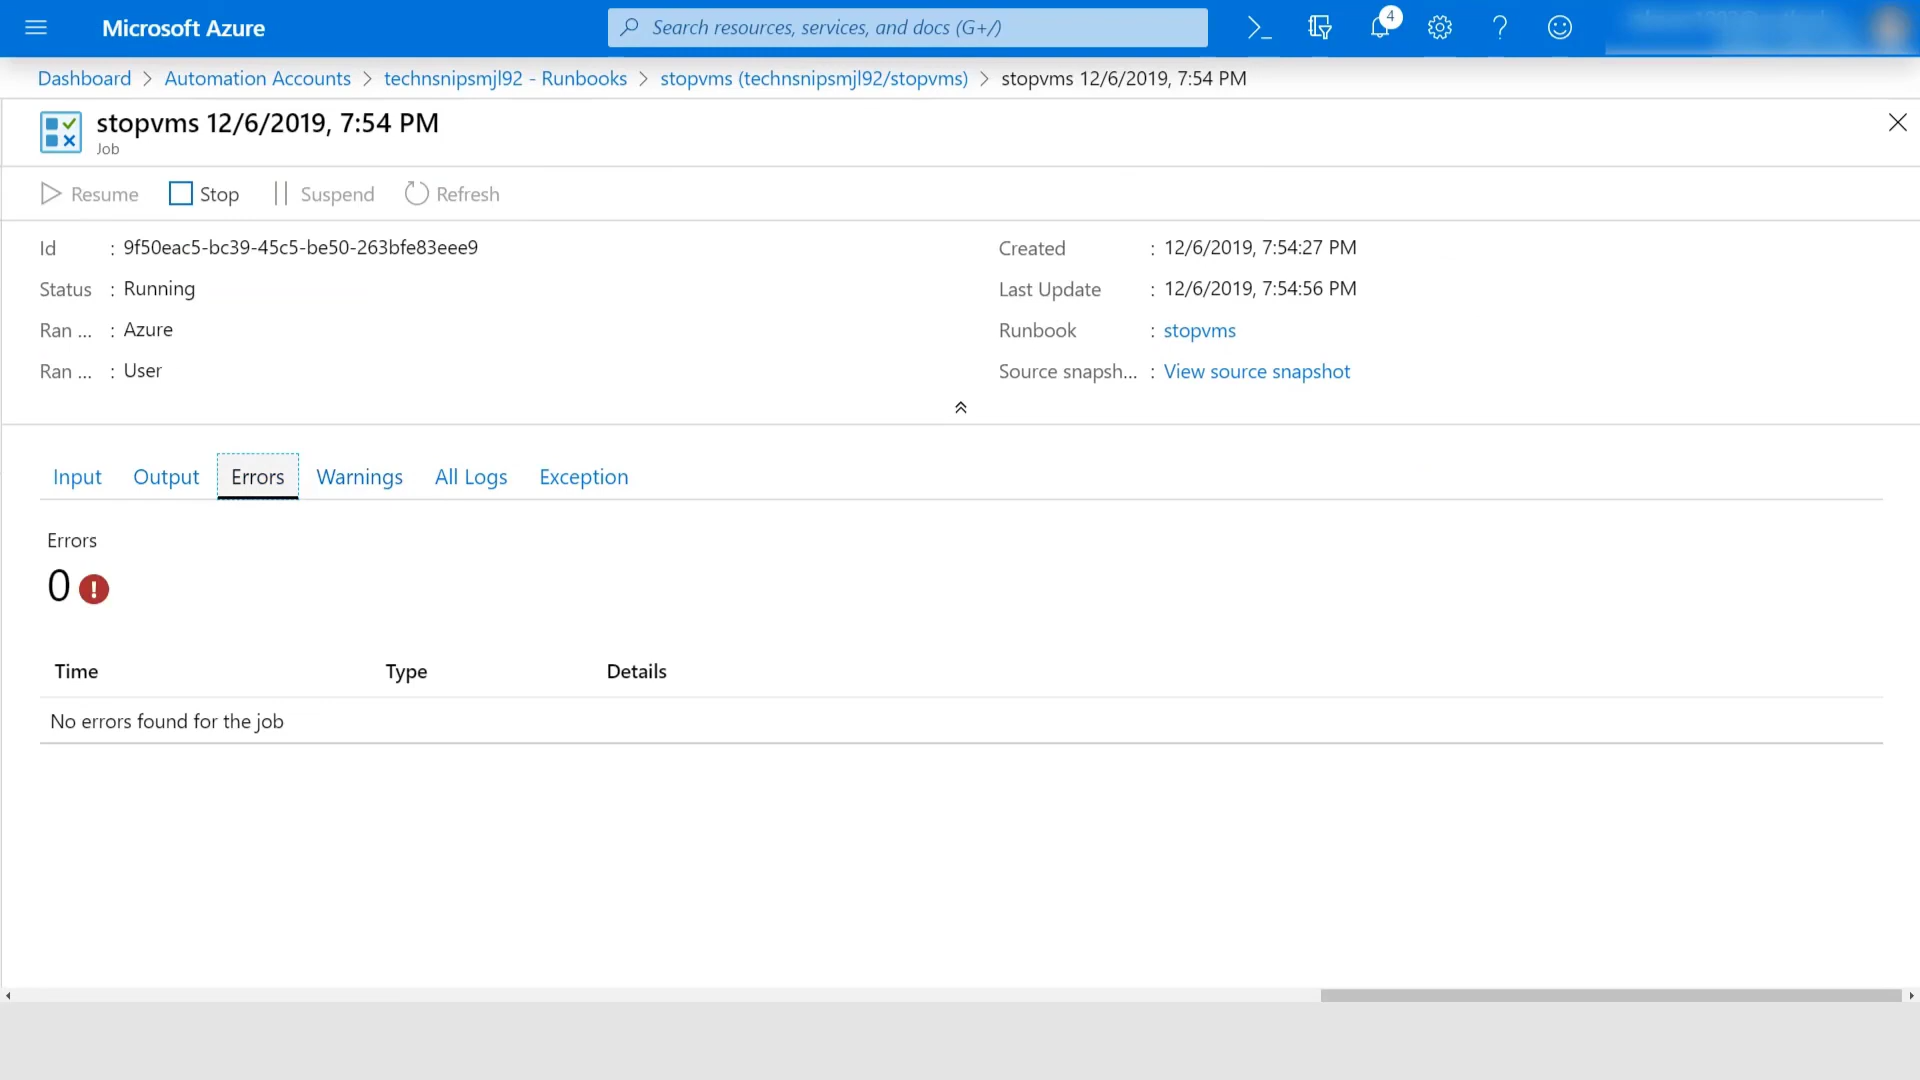 Microsoft Azure
Search resources, services, and docs (G+/)
4
Dashboard > Automation Accounts > technsnipsmjl92 - Runbooks > stopvms (technsnipsmjl92/stopvms) > stopvms 12/6/2019, 7:54 PM
stopvms 12/6/2019, 7:54 PM
Job
Resume Stop Suspend Refresh
Id : 9f50eac5-bc39-45c5-be50-263bfe83eee9
Created : 12/6/2019, 7:54:27 PM
Status : Running
Last Update : 12/6/2019, 7:54:56 PM
Ran ... : Azure
Runbook : stopvms
Ran ... : User
Source snapsh... : View source snapshot
Input Output Errors Warnings All Logs Exception
Errors
0
Time Type Details
No errors found for the job